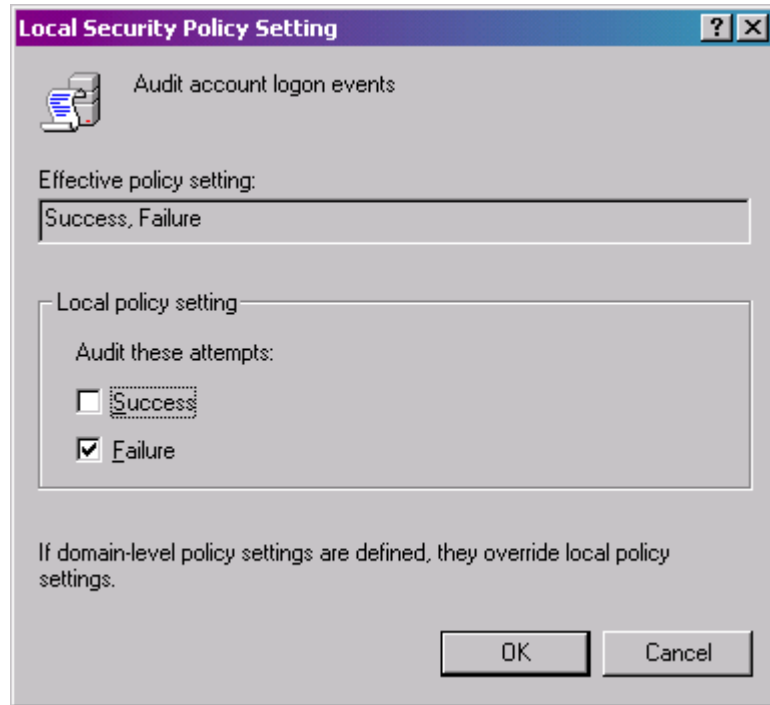 Local Security Policy Setting
Audit account logon events
Effective policy setting:
Success, Failure
Local policy setting
Audit these attempts:
Success
Failure
If domain-level policy settings are defined, they override local policy
settings.
OK
Cancel